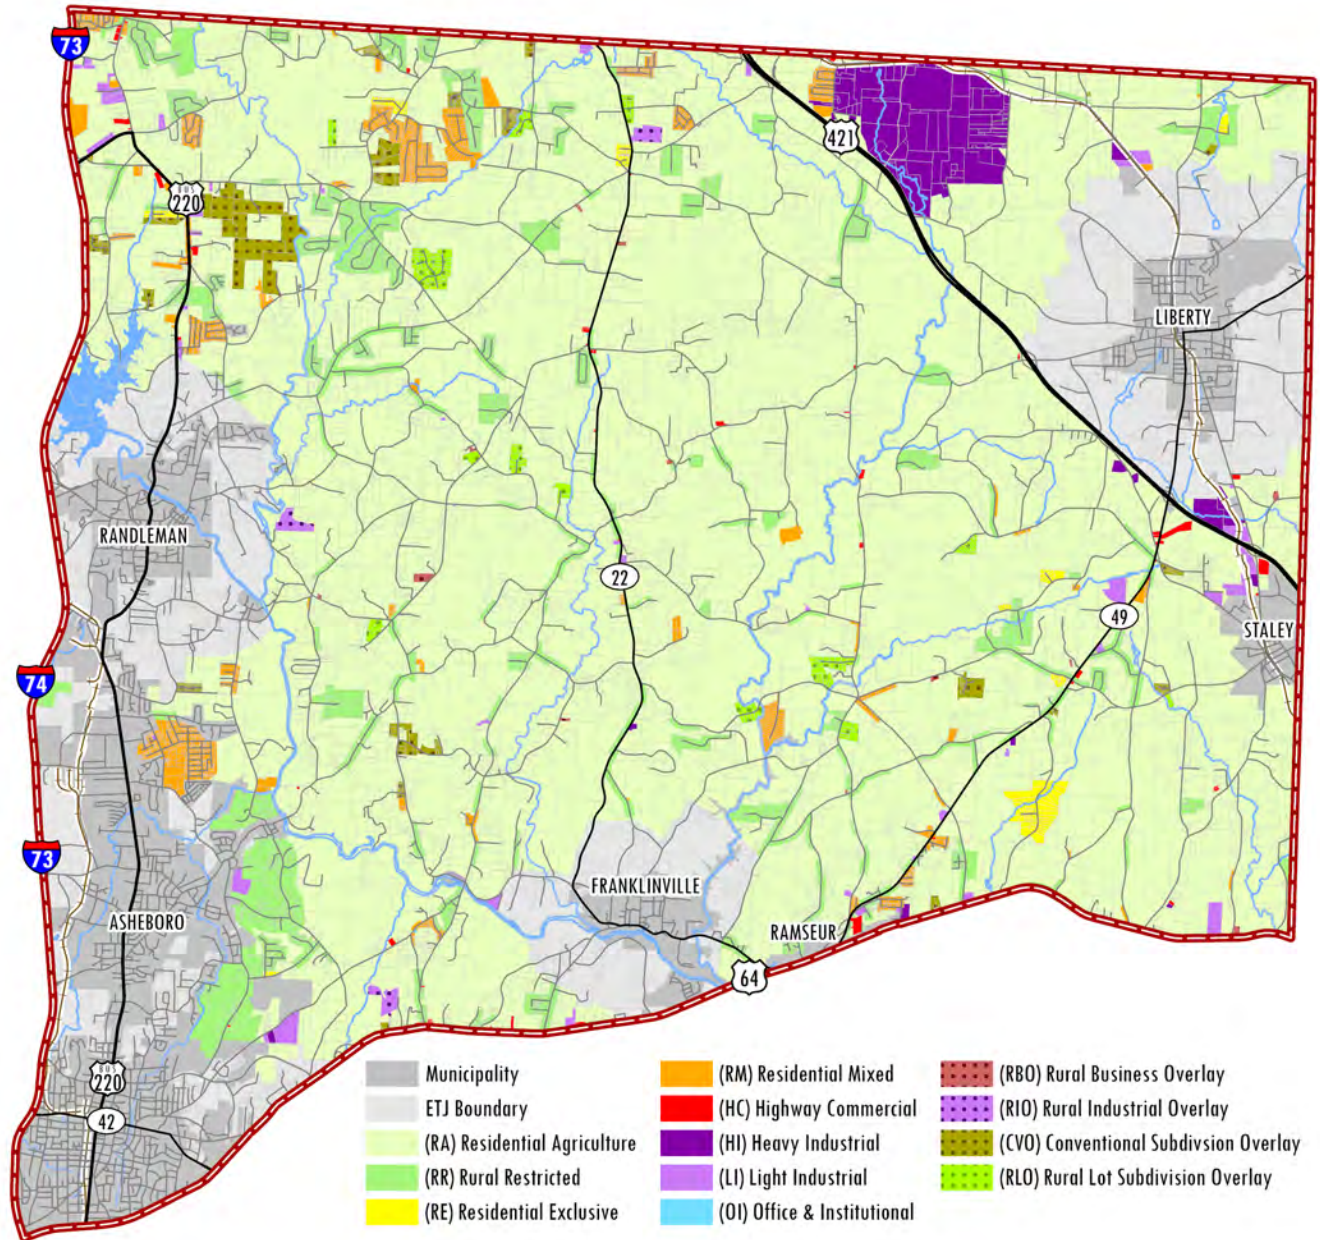 73
421
BUS
220
LIBERTY
RANDLEMAN
22
49
STALEY
74
73
FRANKLINVILLE
ASHEBORO
RAMSEUR
64
BUS
220
42
Municipality
ETJ Boundary
(RA) Residential Agriculture
(RR) Rural Restricted
(RE) Residential Exclusive
(RM) Residential Mixed
(HC) Highway Commercial
(HI) Heavy Industrial
(LI) Light Industrial
(OI) Office & Institutional
(RBO) Rural Business Overlay
(RIO) Rural Industrial Overlay
(CVO) Conventional Subdivsion Overlay
(RLO) Rural Lot Subdivision Overlay